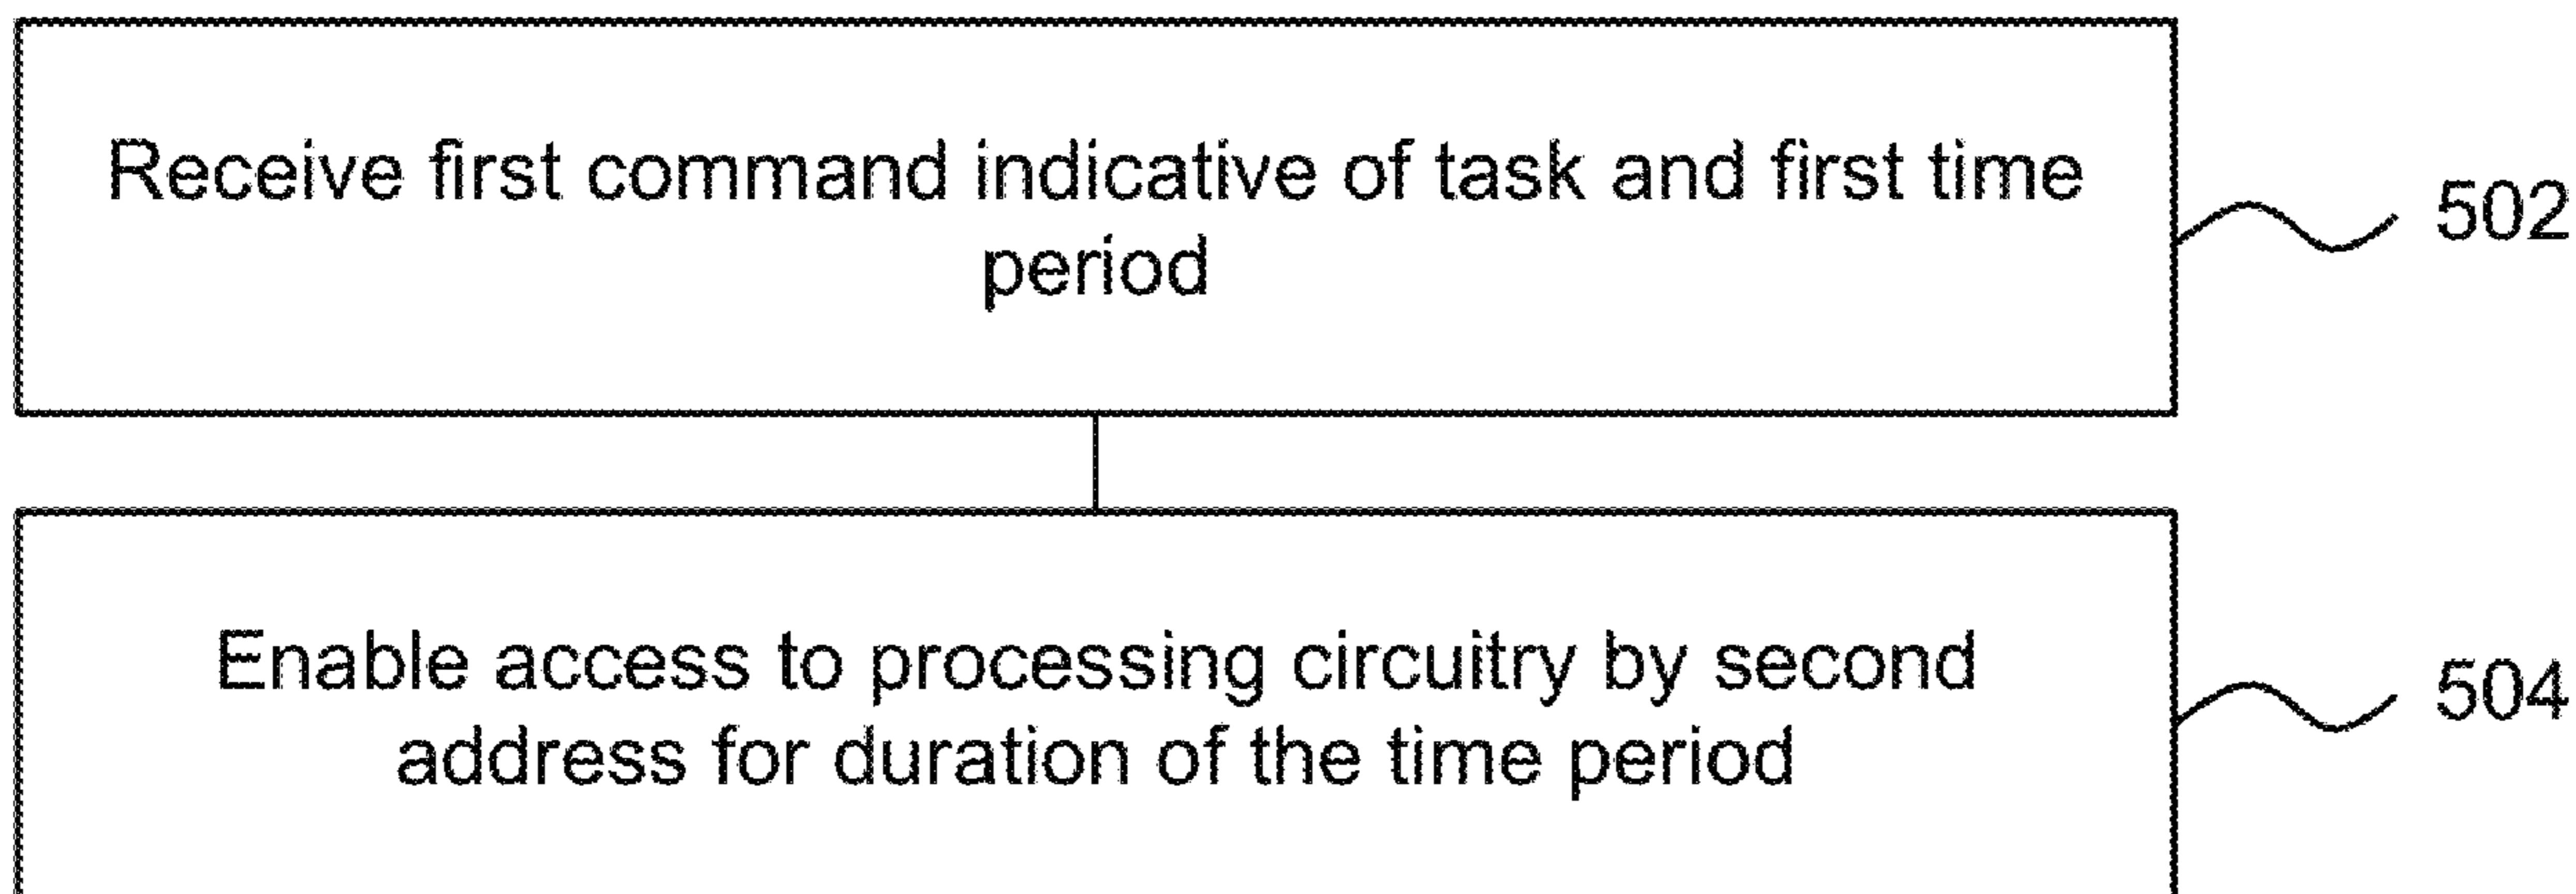 Receive first command indicative of task and first time
period
502
Enable access to processing circuitry by second
address for duration of the time period
504